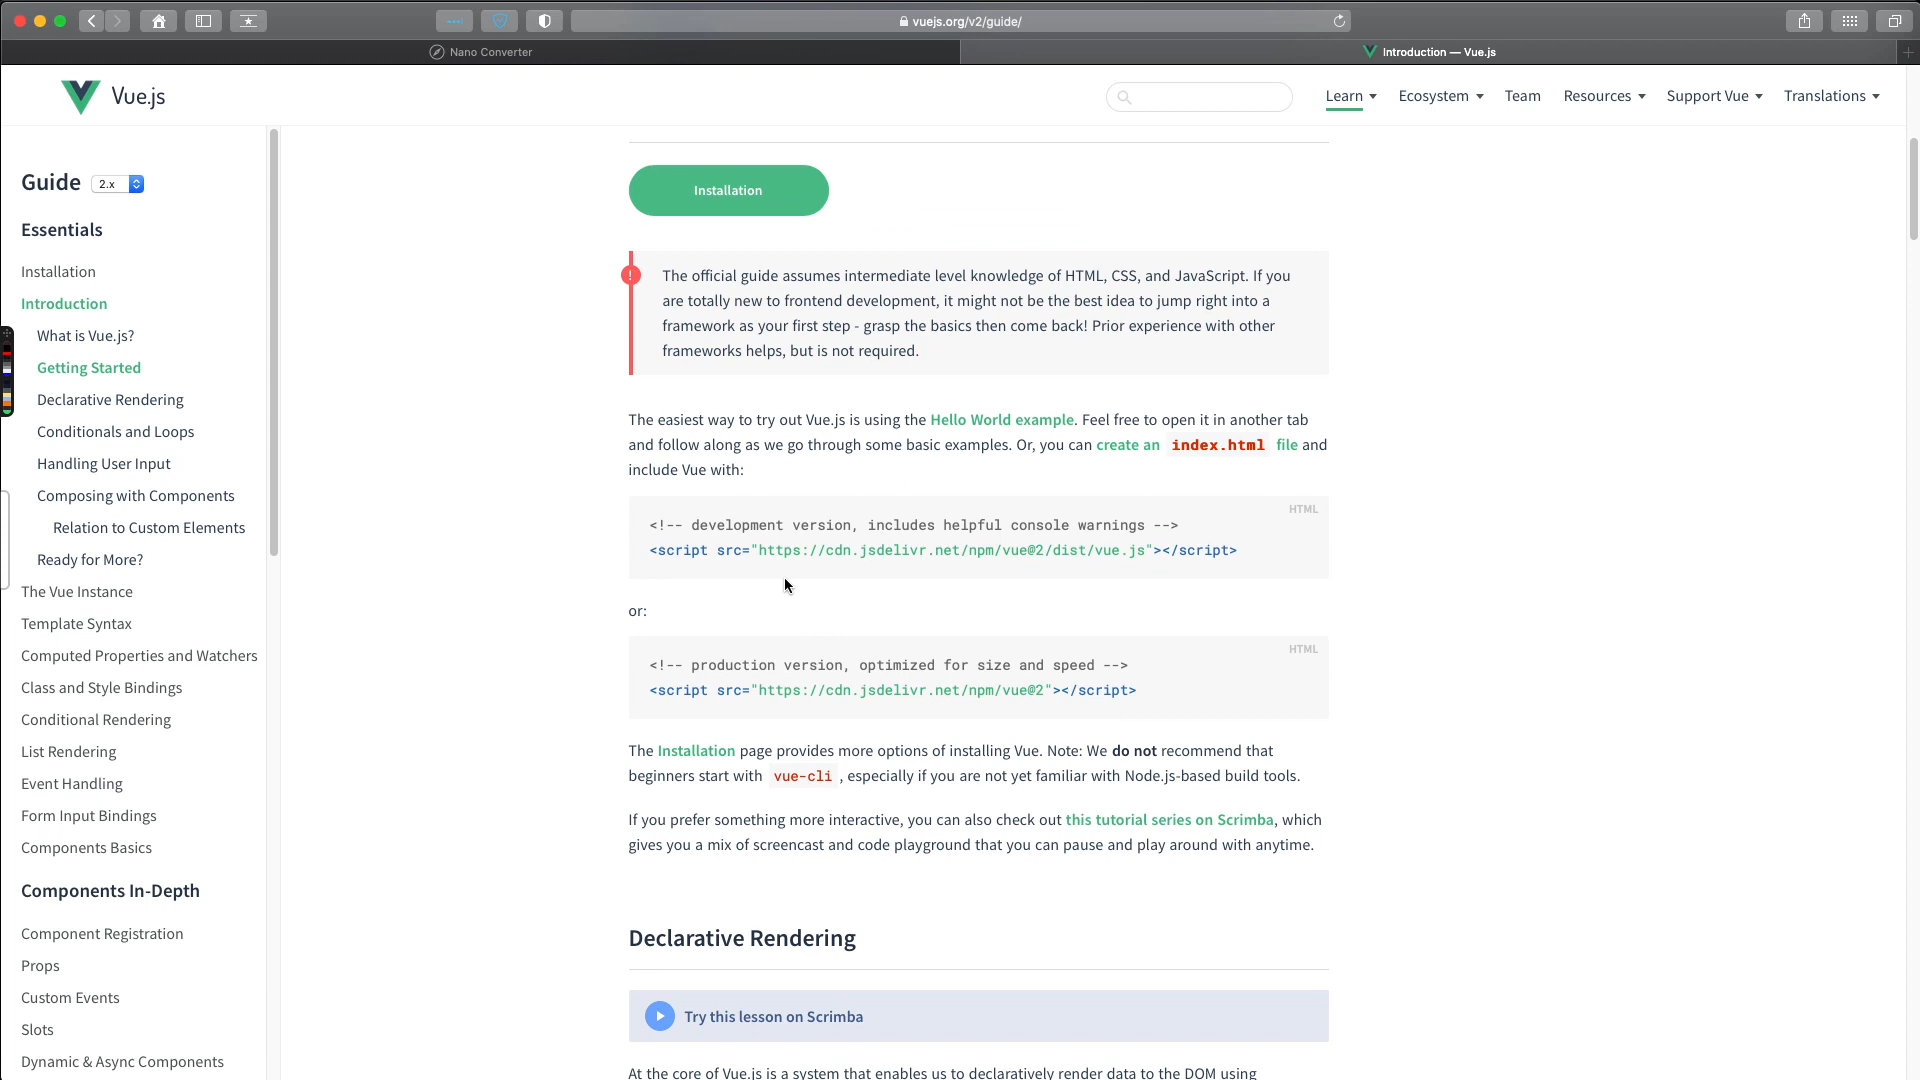 vuejs.org/v2/guide/
Nano Converter
Introduction — Vue.js
Vue.js
Learn
Ecosystem
Team
Resources
Support Vue
Translations
Guide
2.x
Essentials
Installation
Introduction
What is Vue.js?
Getting Started
Declarative Rendering
Conditionals and Loops
Handling User Input
Composing with Components
Relation to Custom Elements
Ready for More?
The Vue Instance
Template Syntax
Computed Properties and Watchers
Class and Style Bindings
Conditional Rendering
List Rendering
Event Handling
Form Input Bindings
Components Basics
Components In-Depth
Component Registration
Props
Custom Events
Slots
Dynamic & Async Components
Installation
!
The official guide assumes intermediate level knowledge of HTML, CSS, and JavaScript. If you
are totally new to frontend development, it might not be the best idea to jump right into a
framework as your first step - grasp the basics then come back! Prior experience with other
frameworks helps, but is not required.
The easiest way to try out Vue.js is using the Hello World example. Feel free to open it in another tab
and follow along as we go through some basic examples. Or, you can create an index.html file and
include Vue with:
HTML
<!-- development version, includes helpful console warnings -->
<script src="https://cdn.jsdelivr.net/npm/vue@2/dist/vue.js"></script>
or:
HTML
<!-- production version, optimized for size and speed -->
<script src="https://cdn.jsdelivr.net/npm/vue@2"></script>
The Installation page provides more options of installing Vue. Note: We do not recommend that
beginners start with vue-cli, especially if you are not yet familiar with Node.js-based build tools.
If you prefer something more interactive, you can also check out this tutorial series on Scrimba, which
gives you a mix of screencast and code playground that you can pause and play around with anytime.
Declarative Rendering
Try this lesson on Scrimba
At the core of Vue.js is a system that enables us to declaratively render data to the DOM using